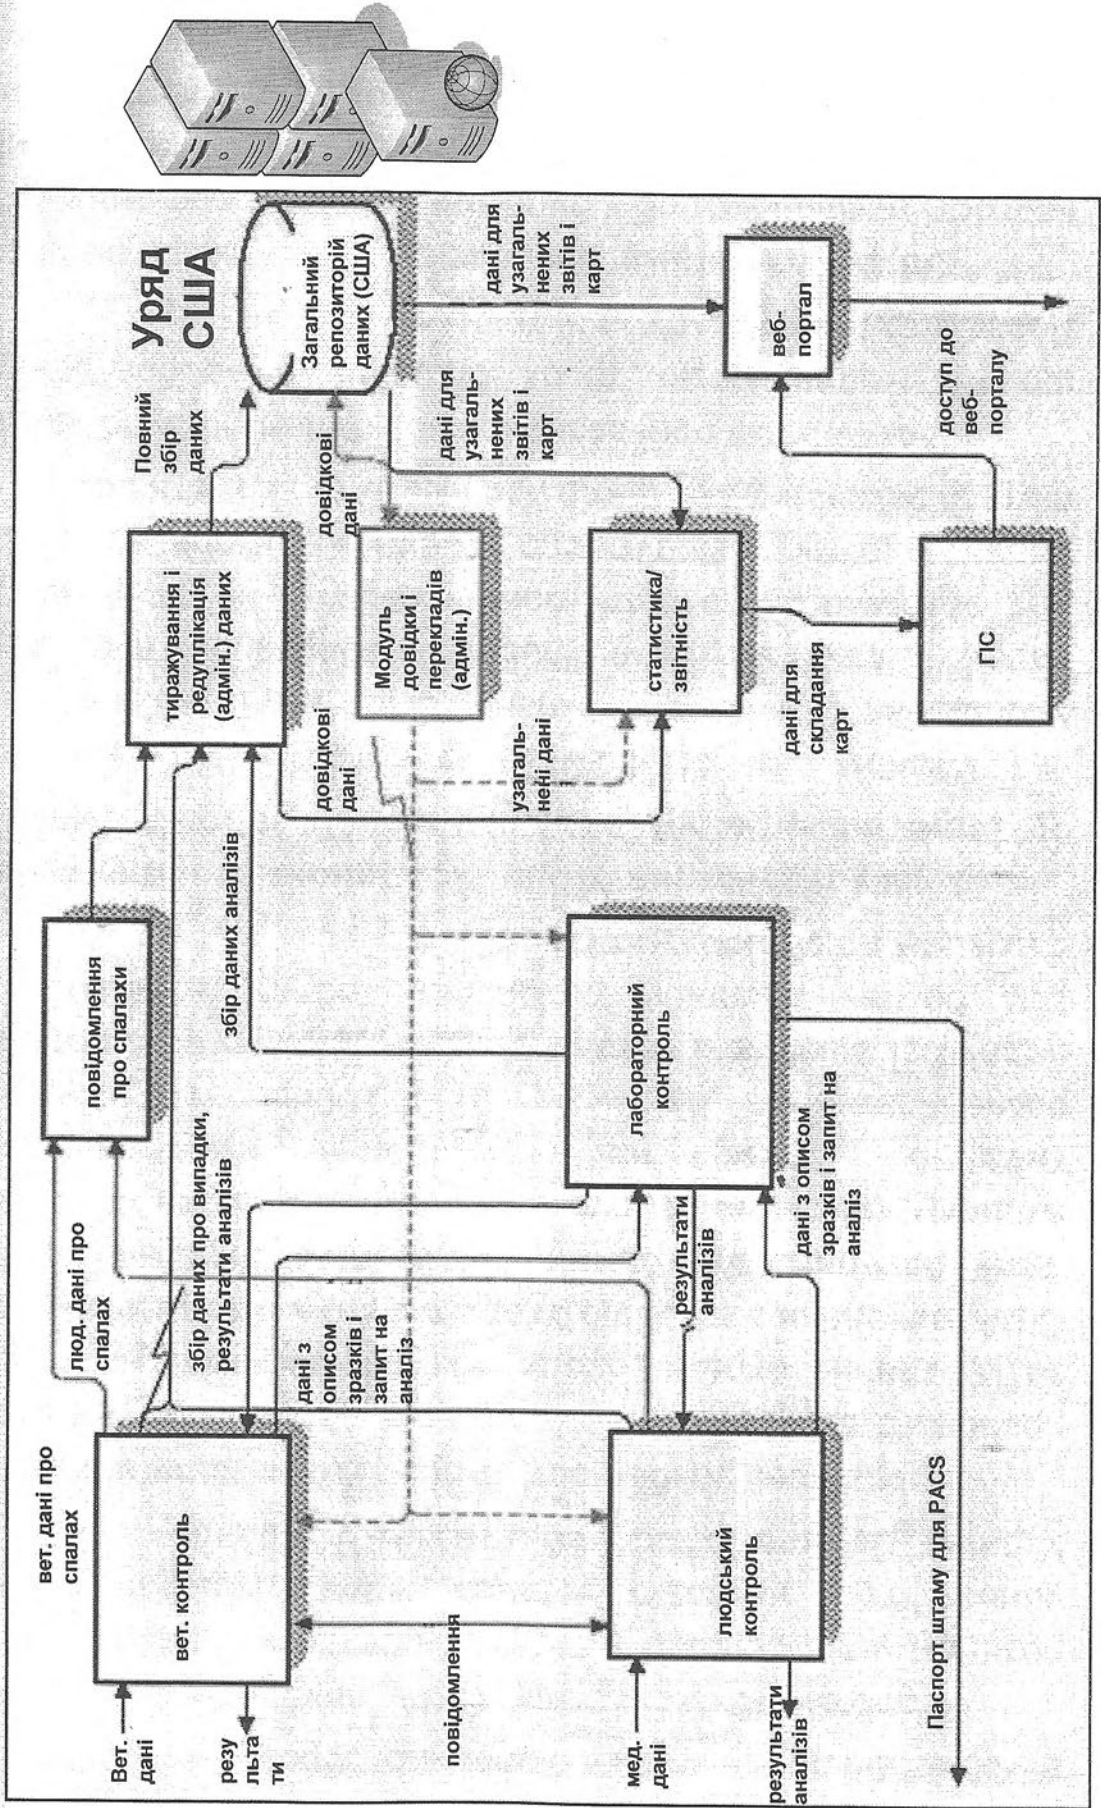 Уряд
США
Загальний
репозиторій
даних (США)
Повний
збір
даних
тиражування і
редуплікація
(адмін.) даних
довідкові
дані
Модуль
довідки і
перекладів
(адмін.)
дані для
узагаль-
нених
звітів і
карт
дані для
узагаль-
нених
звітів і
карт
веб-
портал
доступ до
веб-
порталу
статистика/
звітність
ГІС
дані для
складання
карт
довідкові
дані
узагаль-
нені дані
повідомлення
про спалахи
збір даних аналізів
лабораторний
контроль
вет. дані про
спалах
люд. дані про
спалах
збір даних про випадки,
результати аналізів
дані з
описом
зразків і
запит на
аналіз
результати
аналізів
дані з описом
зразків і запит на
аналіз
вет. контроль
людський
контроль
повідомлення
Вет.
дані
резу
льта
ти
мед.
дані
результати
аналізів
Паспорт штаму для PACS